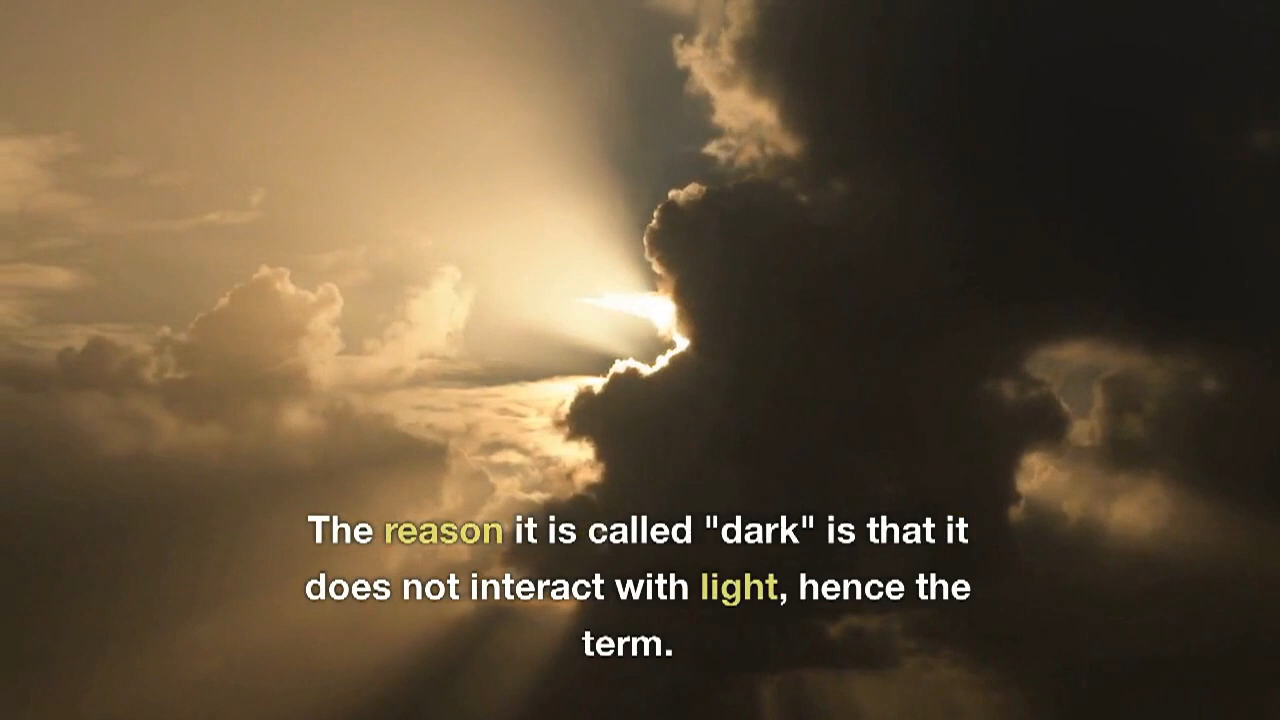 The reason it is called "dark" is that it
does not interact with light, hence the
term.